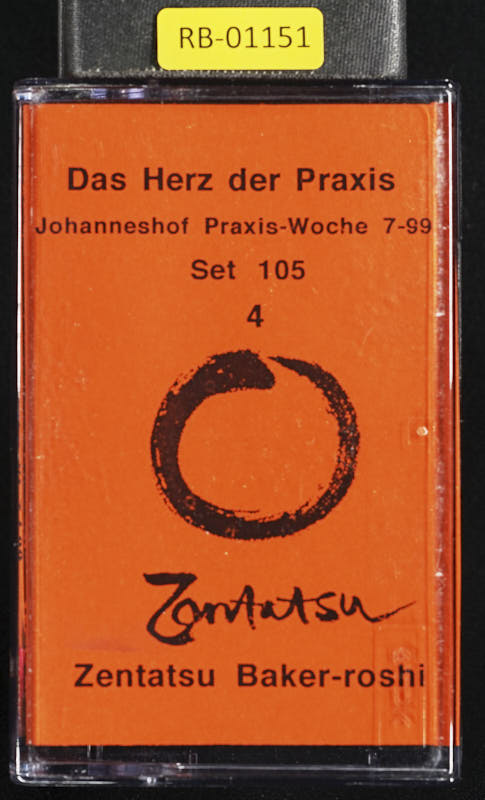 RB-01151
Das Herz der Praxis
Johanneshof Praxis-Woche 7-99
Set 105
4
Zentatsu
Zentatsu Baker-roshi